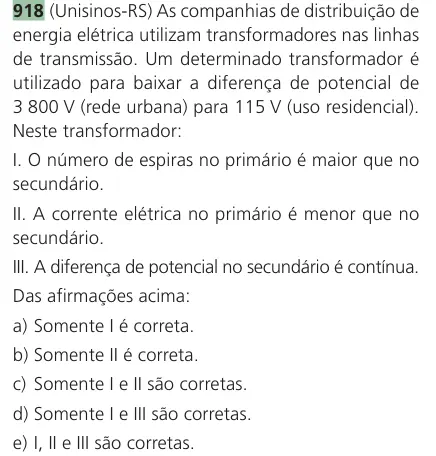 918 (Unisinos-RS) As companhias de distribuição de
energia elétrica utilizam transformadores nas linhas
de transmissão. Um determinado transformador é
utilizado para baixar a diferença de potencial de
3 800 V (rede urbana) para 115 V (uso residencial).
Neste transformador:
I. O número de espiras no primário é maior que no
secundário.
II. A corrente elétrica no primário é menor que no
secundário.
III. A diferença de potencial no secundário é contínua.
Das afirmações acima:
a) Somente I é correta.
b) Somente II é correta.
c) Somente I e II são corretas.
d) Somente I e III são corretas.
e) I, II e III são corretas.